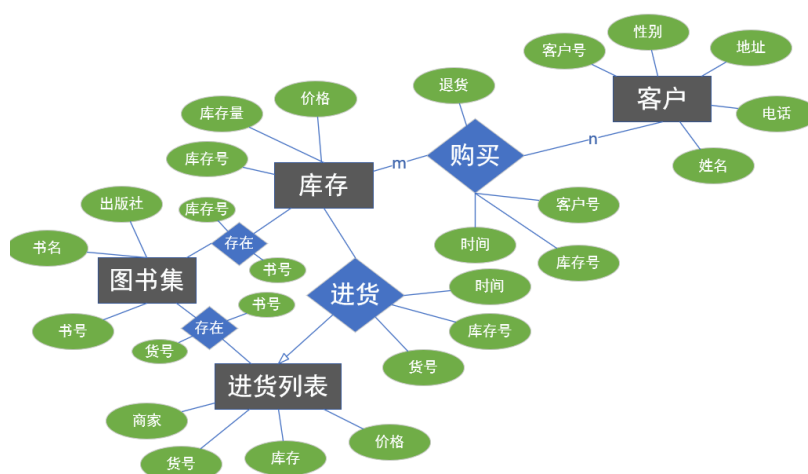 性别
客户号
地址
客户
价格
退货
电话
库存量
购买
m
n
库存号
姓名
库存
出版社
库存号
客户号
书名
存在
时间
图书集
书号
库存号
进货
时间
书号
书号
存在
库存号
货号
货号
进货列表
商家
价格
货号
库存